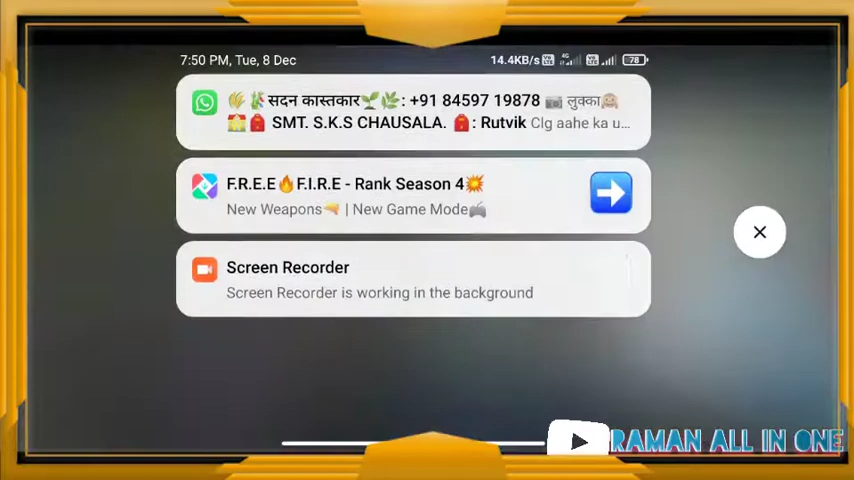 7:50 PM, Tue, 8 Dec 14.4KB/s 4G 78
🌾🎋सदन कास्तकार🌱🌿: +91 84597 19878 📷 लुक्का🙉
🏫🎒 SMT. S.K.S CHAUSALA. 🎒: Rutvik Clg aahe ka u...
F.R.E.E🔥F.I.R.E - Rank Season 4💥
New Weapons🔫 | New Game Mode🎮
Screen Recorder
Screen Recorder is working in the background
RAMAN ALL IN ONE